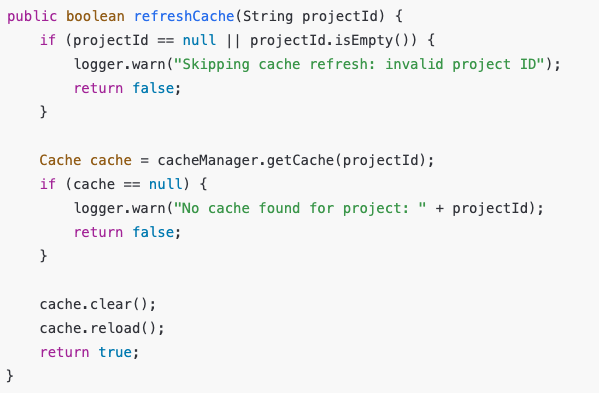 public boolean refreshCache(String projectId) {
    if (projectId == null || projectId.isEmpty()) {
        logger.warn("Skipping cache refresh: invalid project ID");
        return false;
    }

    Cache cache = cacheManager.getCache(projectId);
    if (cache == null) {
        logger.warn("No cache found for project: " + projectId);
        return false;
    }

    cache.clear();
    cache.reload();
    return true;
}